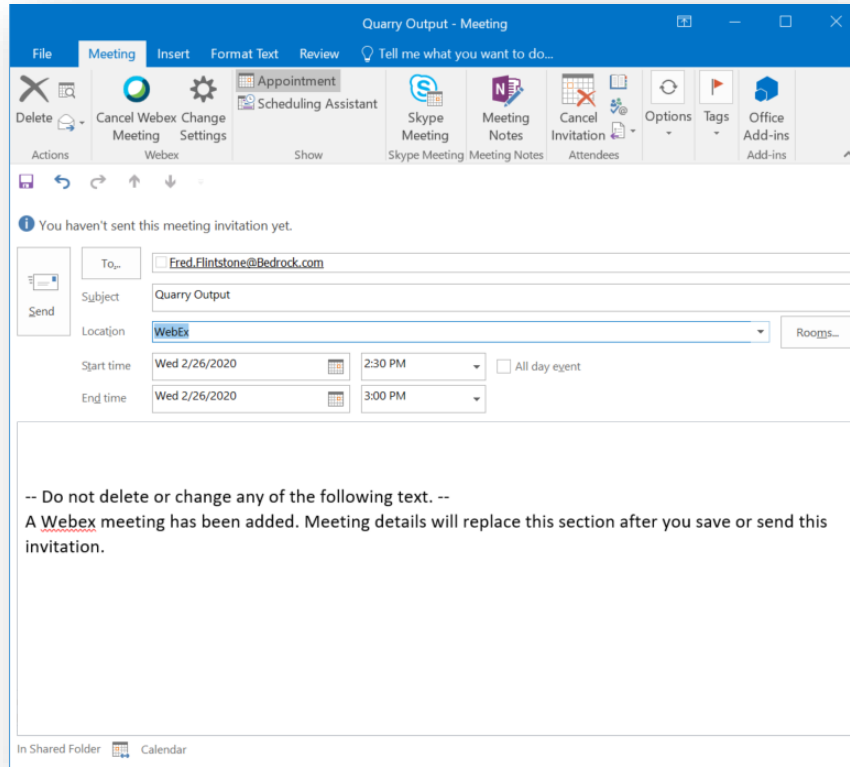 Quarry Output - Meeting
File Meeting Insert Format Text Review Tell me what you want to do...
Delete Cancel Webex Meeting Change Settings Appointment Scheduling Assistant Skype Meeting Meeting Notes Cancel Invitation Options Tags Office Add-ins
Actions Webex Show Skype Meeting Meeting Notes Attendees Add-ins
You haven't sent this meeting invitation yet.
Send
To...
Fred.Flintstone@Bedrock.com
Subject Quarry Output
Location WebEx Rooms...
Start time Wed 2/26/2020 2:30 PM All day event
End time Wed 2/26/2020 3:00 PM
-- Do not delete or change any of the following text. --
A Webex meeting has been added. Meeting details will replace this section after you save or send this
invitation.
In Shared Folder Calendar